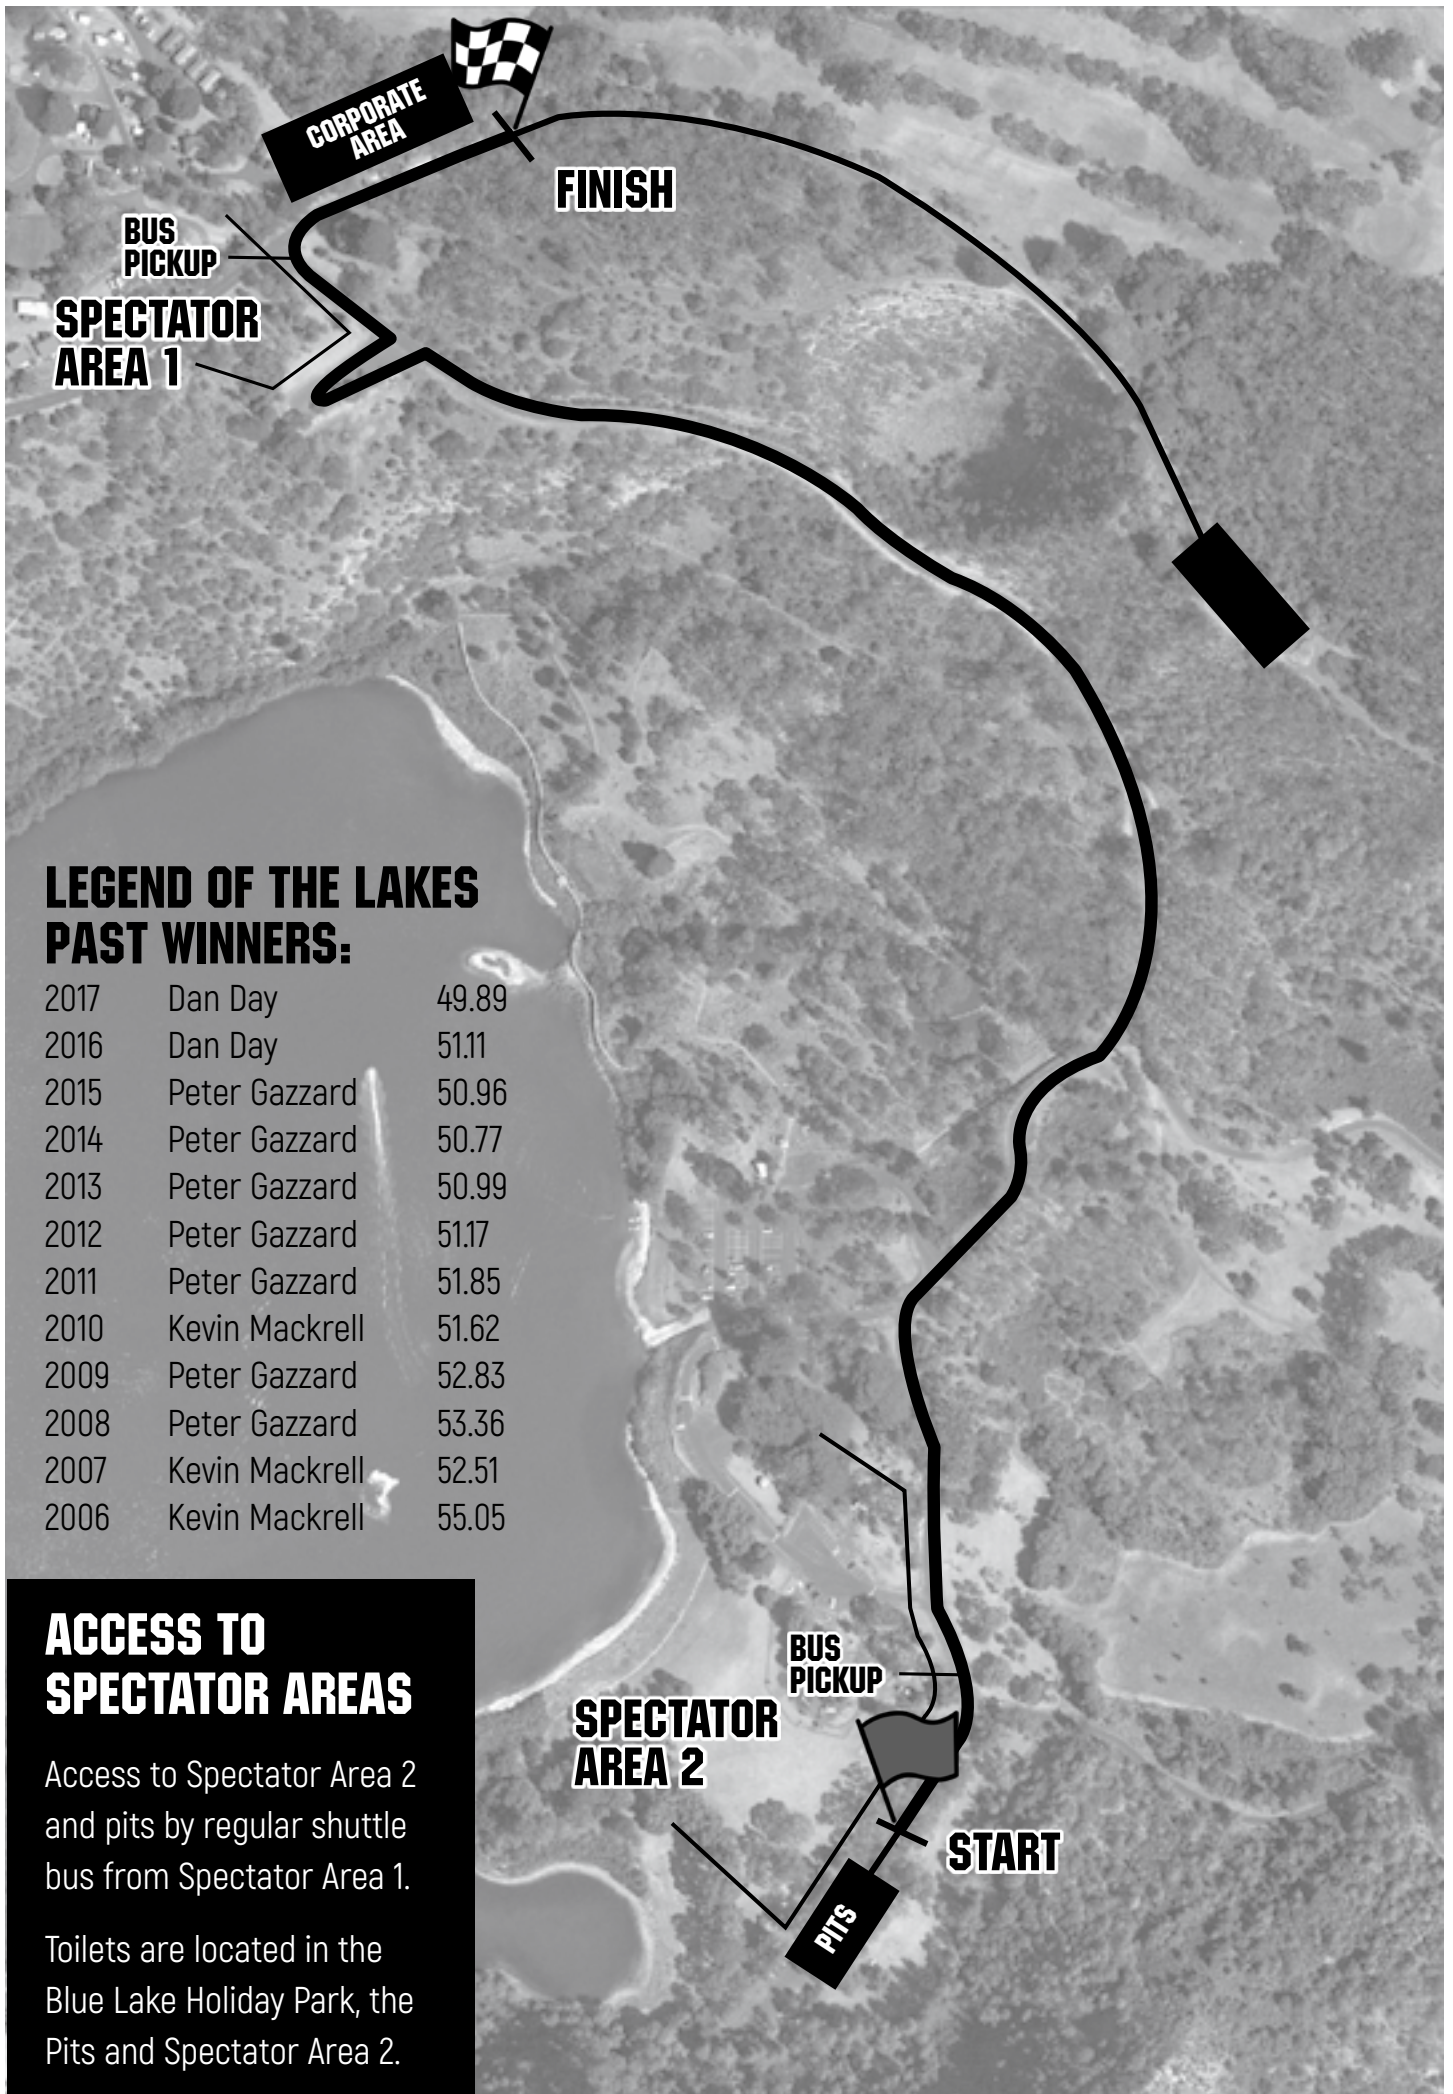 CORPORATE
AREA
FINISH
BUS
PICKUP
SPECTATOR
AREA 1
LEGEND OF THE LAKES
PAST WINNERS:
2017 Dan Day 49.89
2016 Dan Day 51.11
2015 Peter Gazzard 50.96
2014 Peter Gazzard 50.77
2013 Peter Gazzard 50.99
2012 Peter Gazzard 51.17
2011 Peter Gazzard 51.85
2010 Kevin Mackrell 51.62
2009 Peter Gazzard 52.83
2008 Peter Gazzard 53.36
2007 Kevin Mackrell 52.51
2006 Kevin Mackrell 55.05
ACCESS TO
SPECTATOR AREAS
Access to Spectator Area 2
and pits by regular shuttle
bus from Spectator Area 1.
Toilets are located in the
Blue Lake Holiday Park, the
Pits and Spectator Area 2.
BUS
PICKUP
SPECTATOR
AREA 2
START
PITS